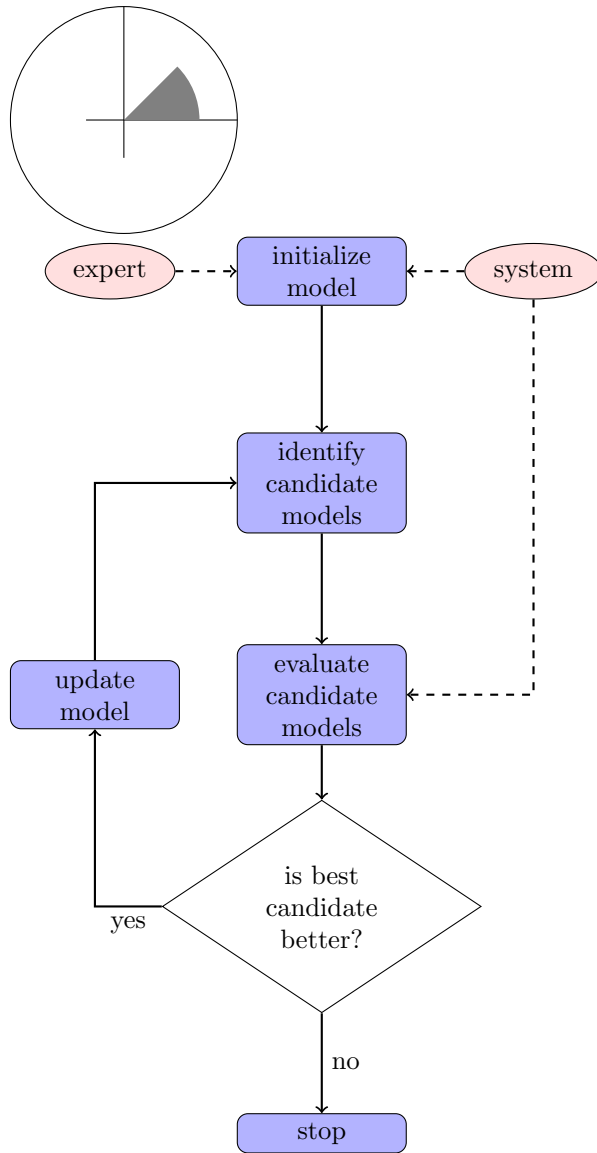 expert
initialize
model
system
identify
candidate
models
update
model
evaluate
candidate
models
is best
candidate
better?
yes
no
stop